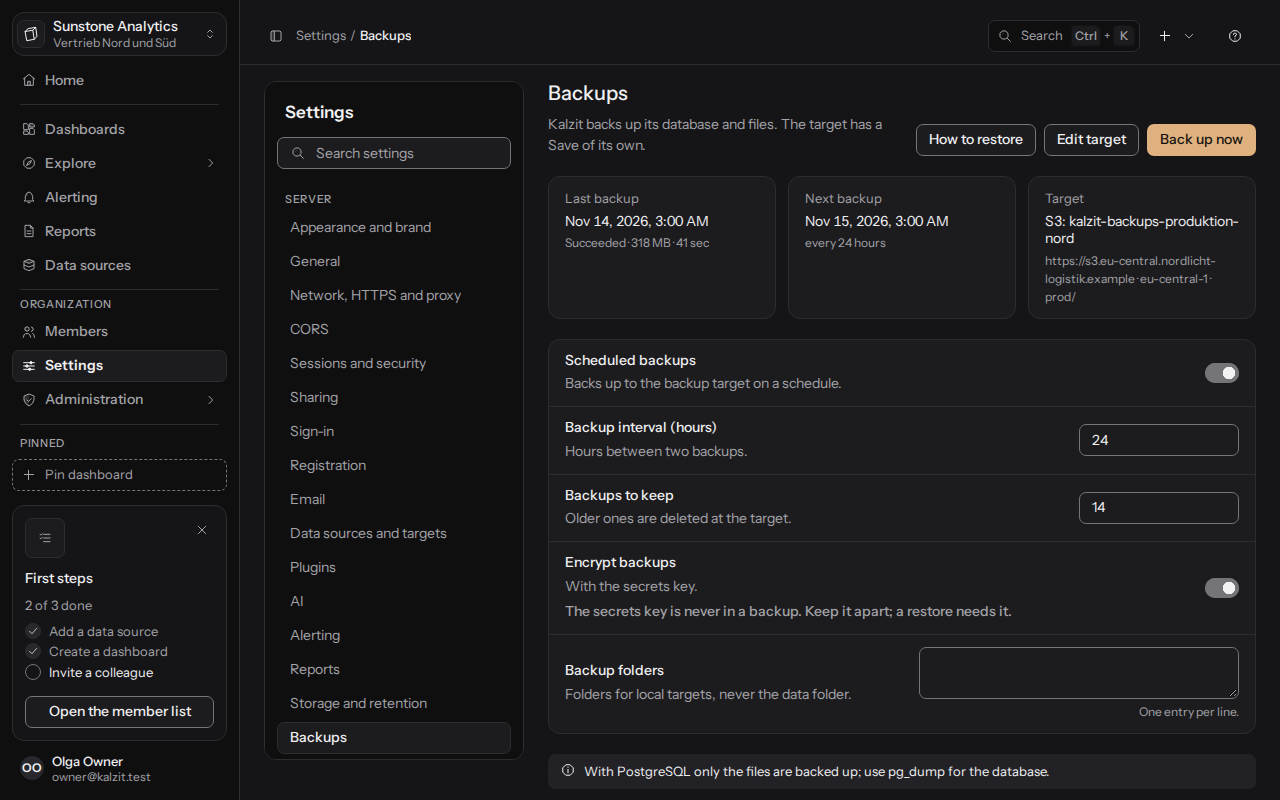 Sunstone Analytics
Vertrieb Nord und Süd
Home
Dashboards
Explore
Alerting
Reports
Data sources
ORGANIZATION
Members
Settings
Administration
PINNED
Pin dashboard
First steps
2 of 3 done
Add a data source
Create a dashboard
Invite a colleague
Open the member list
OO
Olga Owner
owner@kalzit.test
Settings / Backups
Search Ctrl + K
Settings
Search settings
SERVER
Appearance and brand
General
Network, HTTPS and proxy
CORS
Sessions and security
Sharing
Sign-in
Registration
Email
Data sources and targets
Plugins
AI
Alerting
Reports
Storage and retention
Backups
Backups
Kalzit backs up its database and files. The target has a
Save of its own.
How to restore
Edit target
Back up now
Last backup
Nov 14, 2026, 3:00 AM
Succeeded · 318 MB · 41 sec
Next backup
Nov 15, 2026, 3:00 AM
every 24 hours
Target
S3: kalzit-backups-produktion-
nord
https://s3.eu-central.nordlicht-
logistik.example · eu-central-1 ·
prod/
Scheduled backups
Backs up to the backup target on a schedule.
Backup interval (hours)
Hours between two backups.
24
Backups to keep
Older ones are deleted at the target.
14
Encrypt backups
With the secrets key.
The secrets key is never in a backup. Keep it apart; a restore needs it.
Backup folders
Folders for local targets, never the data folder.
One entry per line.
With PostgreSQL only the files are backed up; use pg_dump for the database.